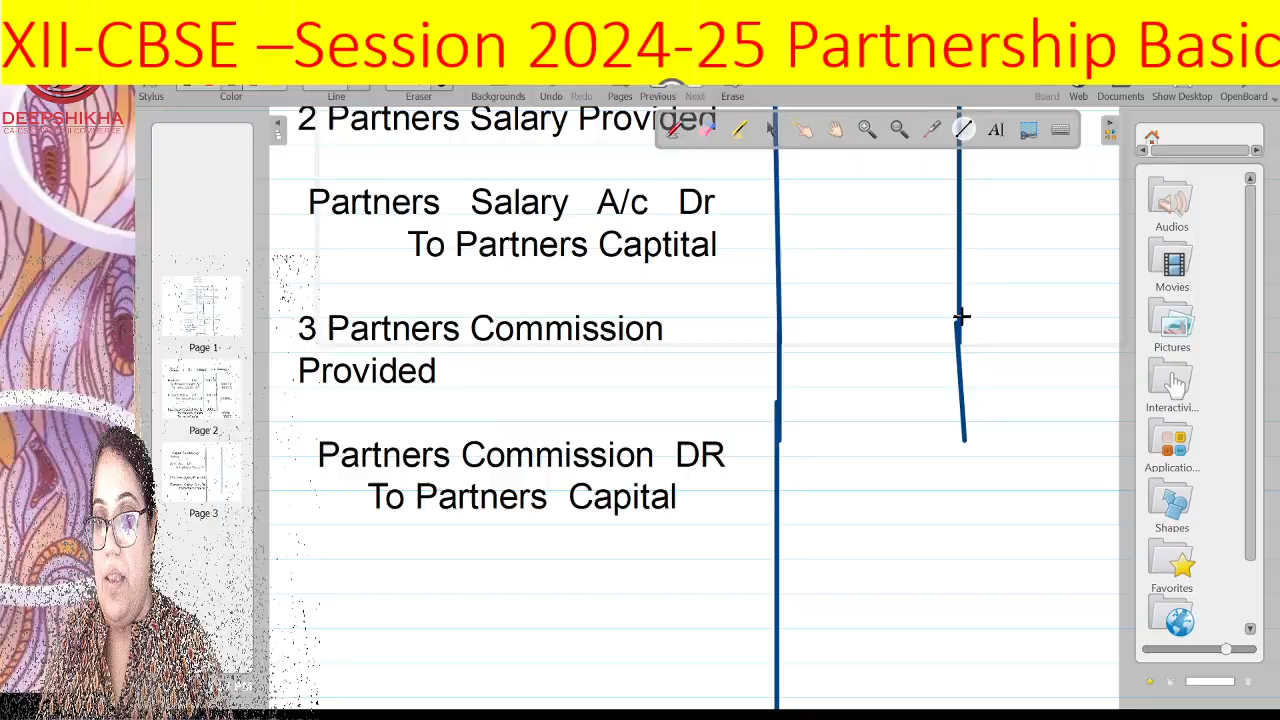 XII-CBSE –Session 2024-25 Partnership Basic
Stylus Color Line Eraser Backgrounds Undo Redo Pages Previous Next Erase Board Web Documents Show Desktop OpenBoard
DEEPSHIKHA
2 Partners Salary Provided
Partners Salary A/c Dr
To Partners Captital
3 Partners Commission
Provided
Partners Commission DR
To Partners Capital
Page 1
Page 2
Page 3
Audios
Movies
Pictures
Interactivi...
Applicatio...
Shapes
Favorites